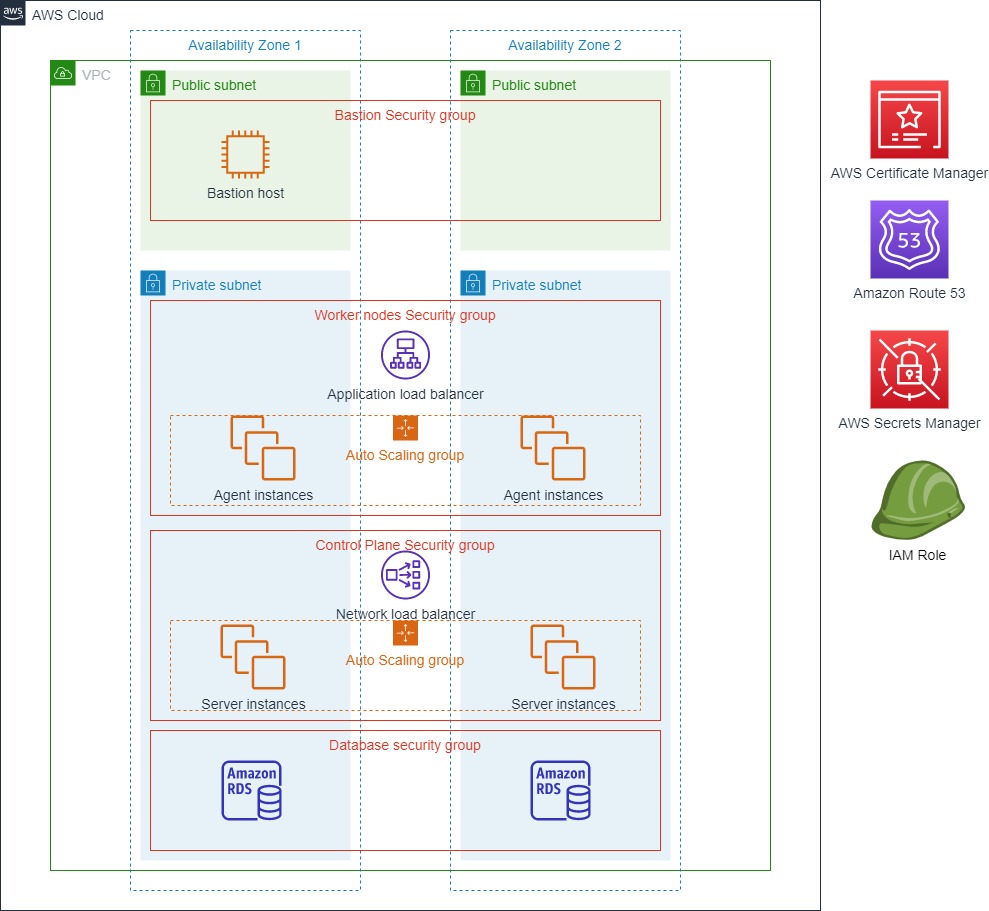 aws
AWS Cloud
Availability Zone 1
Availability Zone 2
VPC
Public subnet
Public subnet
Bastion Security group
Bastion host
Private subnet
Private subnet
Worker nodes Security group
Application load balancer
Auto Scaling group
Agent instances
Agent instances
Control Plane Security group
Network load balancer
Auto Scaling group
Server instances
Server instances
Database security group
Amazon
RDS
Amazon
RDS
AWS Certificate Manager
53
Amazon Route 53
AWS Secrets Manager
IAM Role